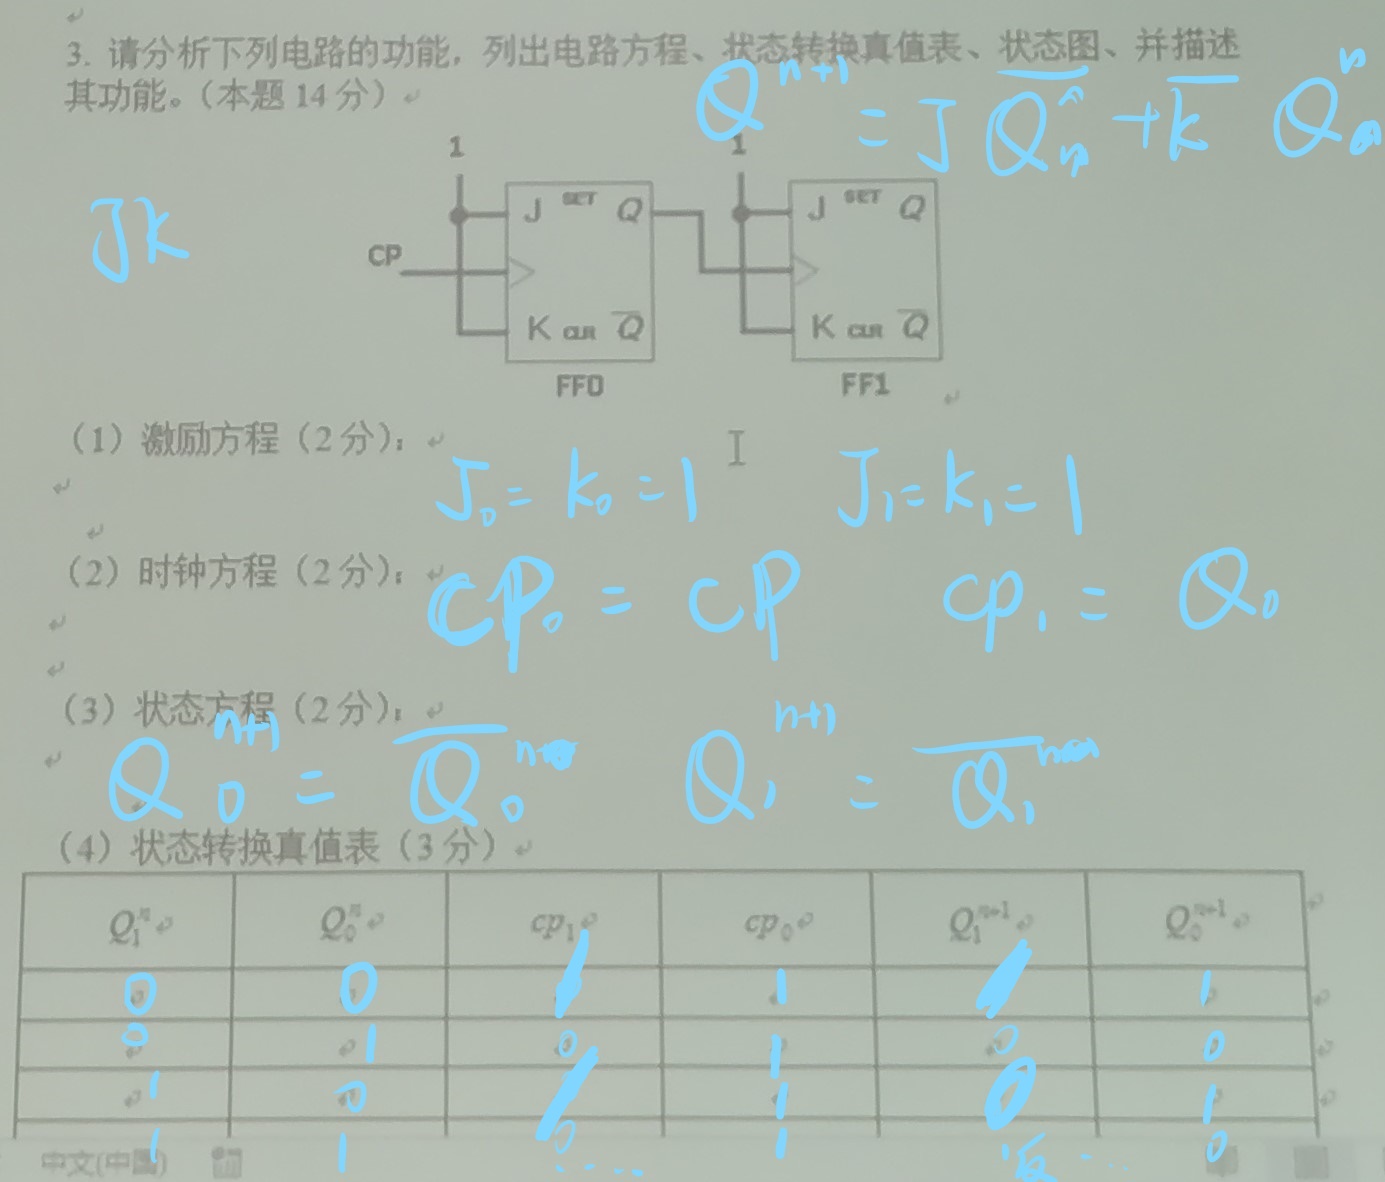 3. 请分析下列电路的功能，列出电路方程、状态转换真值表、状态图、并描述
其功能。（本题 14 分）
Q^{n+1} = J \overline{Q^n_n} + \overline{k} Q^n
JK
1 1
J SET Q J SET Q
CP
K CLR \overline{Q} K CLR \overline{Q}
FF0 FF1
（1）激励方程（2 分）：
J_0 = k_0 = 1 J_1 = k_1 = 1
（2）时钟方程（2 分）：
CP_0 = CP CP_1 = Q_0
（3）状态方程（2 分）：
Q_0^{n+1} = \overline{Q_0}^n Q_1^{n+1} = \overline{Q_1}^n
（4）状态转换真值表（3 分）
Q_1^n Q_0^n cp_1 cp_0 Q_1^{n+1} Q_0^{n+1}
0 0 1 1 1 1
0 1 0 1 0 0
1 0 1 1 0 1
1 1 0 1 反 0
中文(中国)